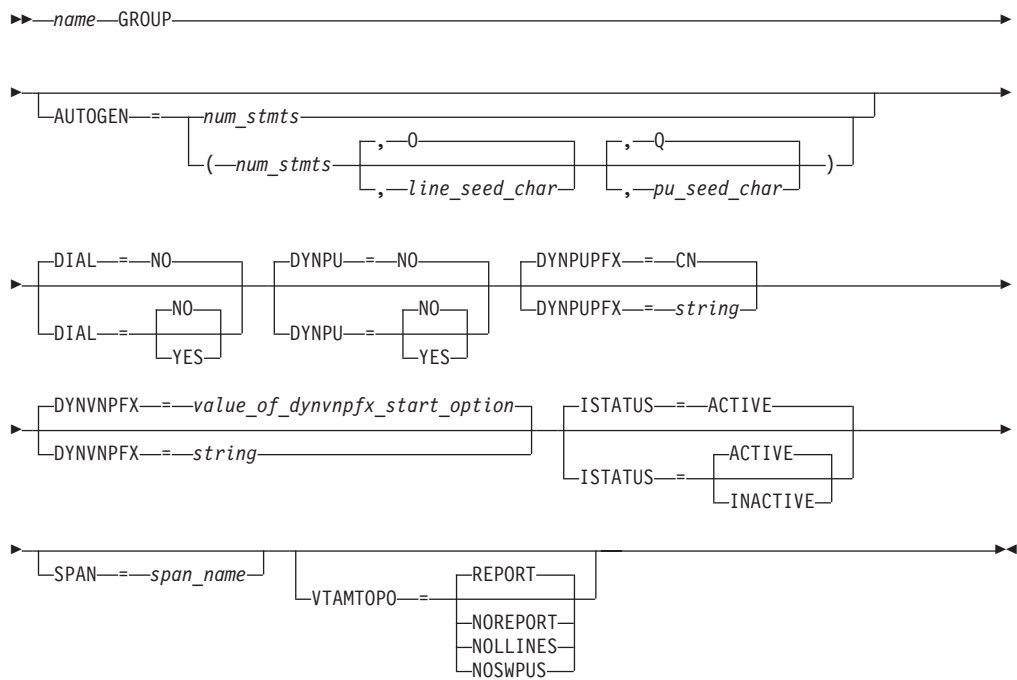 name GROUP
AUTOGEN = num_stmts
( num_stmts , O , Q )
, line_seed_char , pu_seed_char
DIAL = NO DYNPU = NO DYNPUPFX = CN
DIAL = NO DYNPU = NO DYNPUPFX = string
YES YES
DYNVNPFX = value_of_dynvnpfx_start_option ISTATUS = ACTIVE
DYNVNPFX = string ISTATUS = ACTIVE
INACTIVE
SPAN = span_name VTAMTOPO = REPORT
NOREPORT
NOLLINES
NOSWPUS